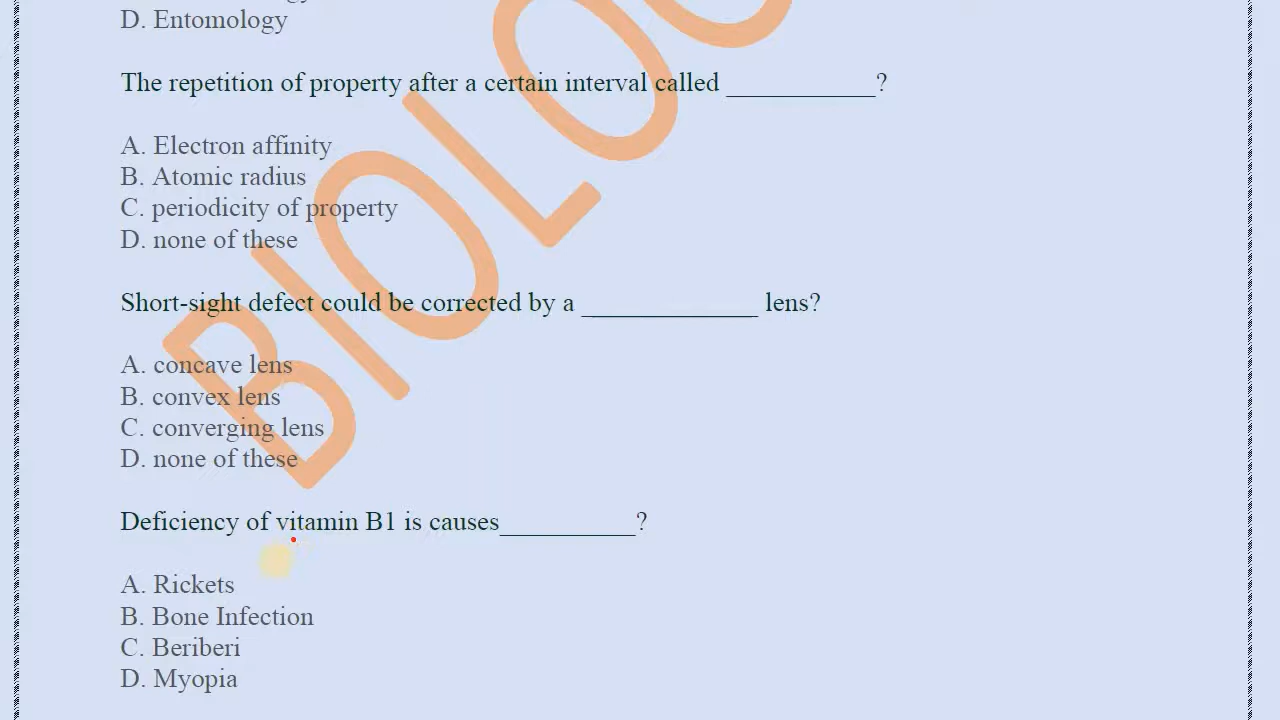 D. Entomology
The repetition of property after a certain interval called ___________?
A. Electron affinity
B. Atomic radius
C. periodicity of property
D. none of these
Short-sight defect could be corrected by a _____________ lens?
A. concave lens
B. convex lens
C. converging lens
D. none of these
Deficiency of vitamin B1 is causes__________?
A. Rickets
B. Bone Infection
C. Beriberi
D. Myopia